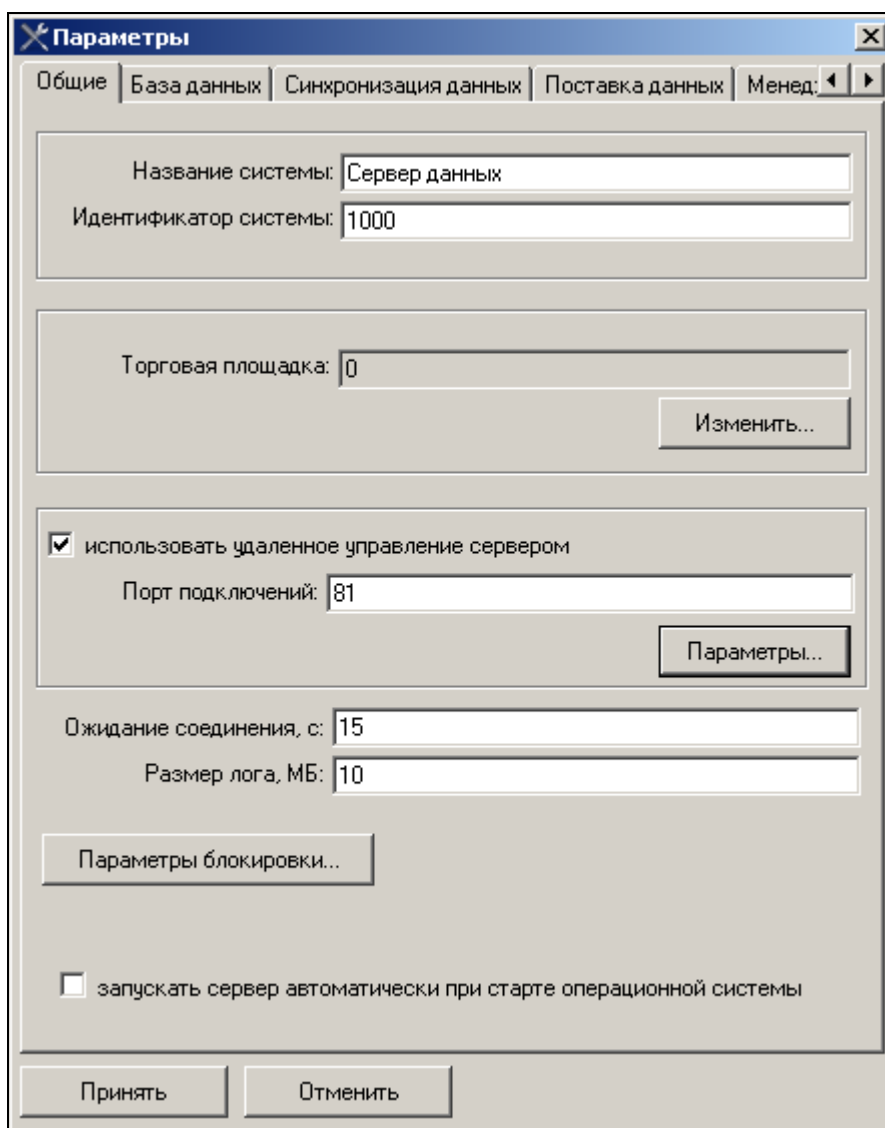 Параметры
Общие База данных Синхронизация данных Поставка данных Менед
Название системы: Сервер данных
Идентификатор системы: 1000
Торговая площадка: 0
Изменить...
использовать удаленное управление сервером
Порт подключений: 81
Параметры...
Ожидание соединения, с: 15
Размер лога, МБ: 10
Параметры блокировки...
запускать сервер автоматически при старте операционной системы
Принять Отменить